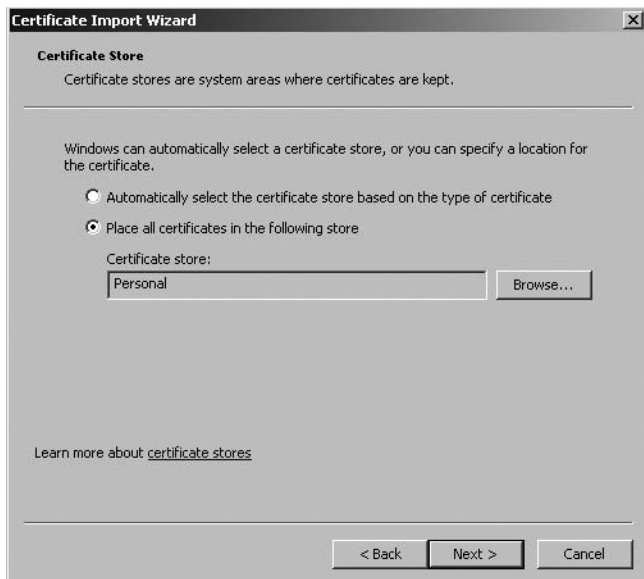 Certificate Import Wizard
Certificate Store
Certificate stores are system areas where certificates are kept.
Windows can automatically select a certificate store, or you can specify a location for
the certificate.
Automatically select the certificate store based on the type of certificate
Place all certificates in the following store
Certificate store:
Personal
Browse...
Learn more about certificate stores
< Back
Next >
Cancel